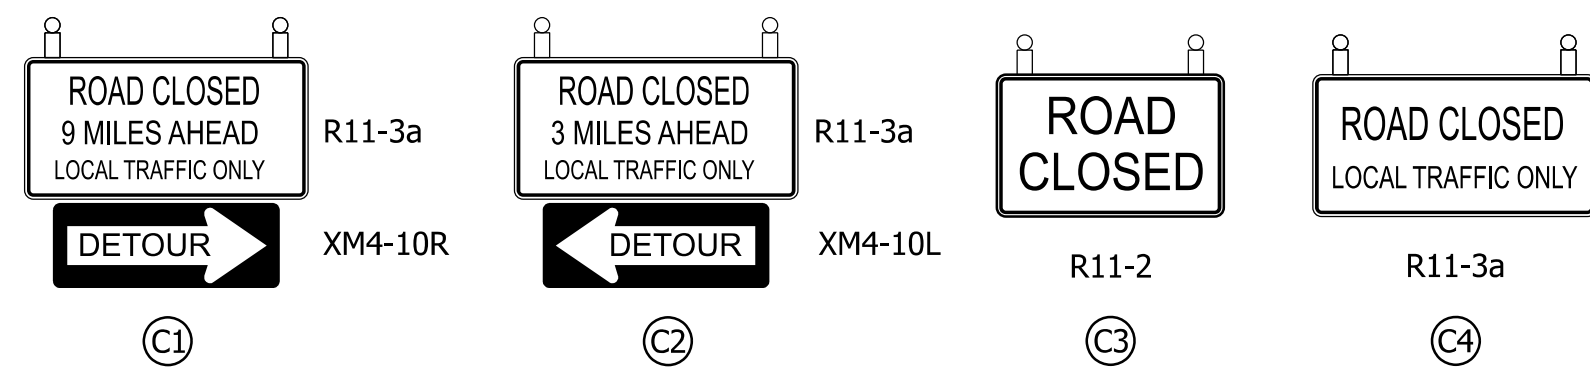 ROAD CLOSED
9 MILES AHEAD
LOCAL TRAFFIC ONLY
R11-3a
DETOUR
XM4-10R
C1
ROAD CLOSED
3 MILES AHEAD
LOCAL TRAFFIC ONLY
R11-3a
DETOUR
XM4-10L
C2
ROAD
CLOSED
R11-2
C3
ROAD CLOSED
LOCAL TRAFFIC ONLY
R11-3a
C4